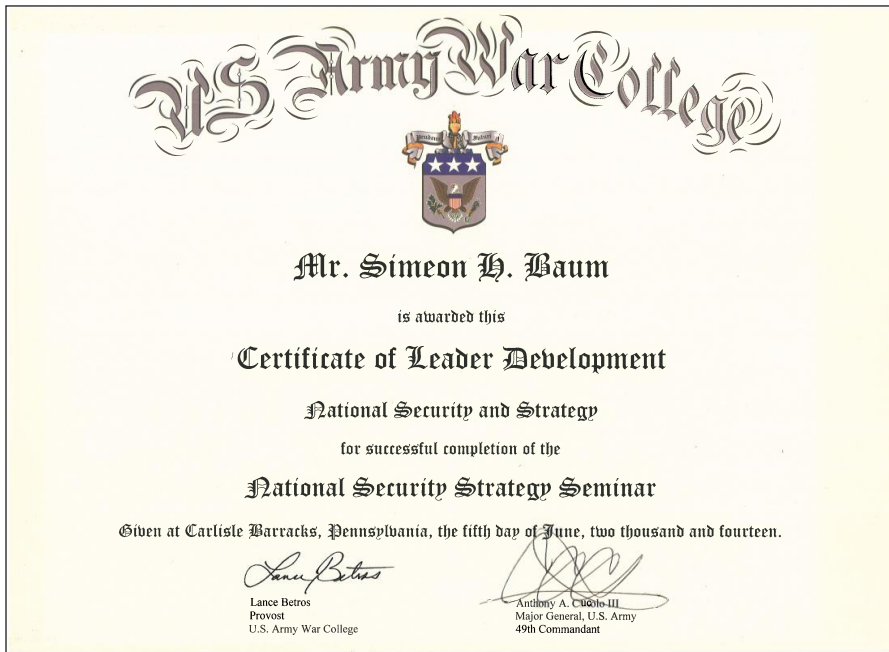 US Army War College
Prudens Futuri
Mr. Simeon H. Baum
is awarded this
Certificate of Leader Development
National Security and Strategy
for successful completion of the
National Security Strategy Seminar
Given at Carlisle Barracks, Pennsylvania, the fifth day of June, two thousand and fourteen.
Lance Betros
Lance Betros
Provost
U.S. Army War College
Anthony A. Cucolo III
Major General, U.S. Army
49th Commandant